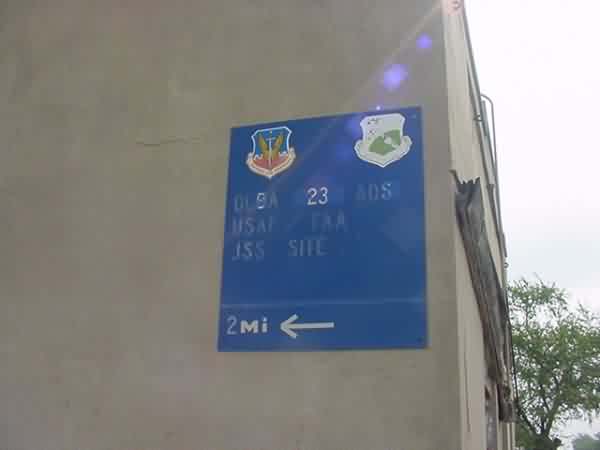 23 ADS
USAF FAA
JSS SITE
2Mi ←